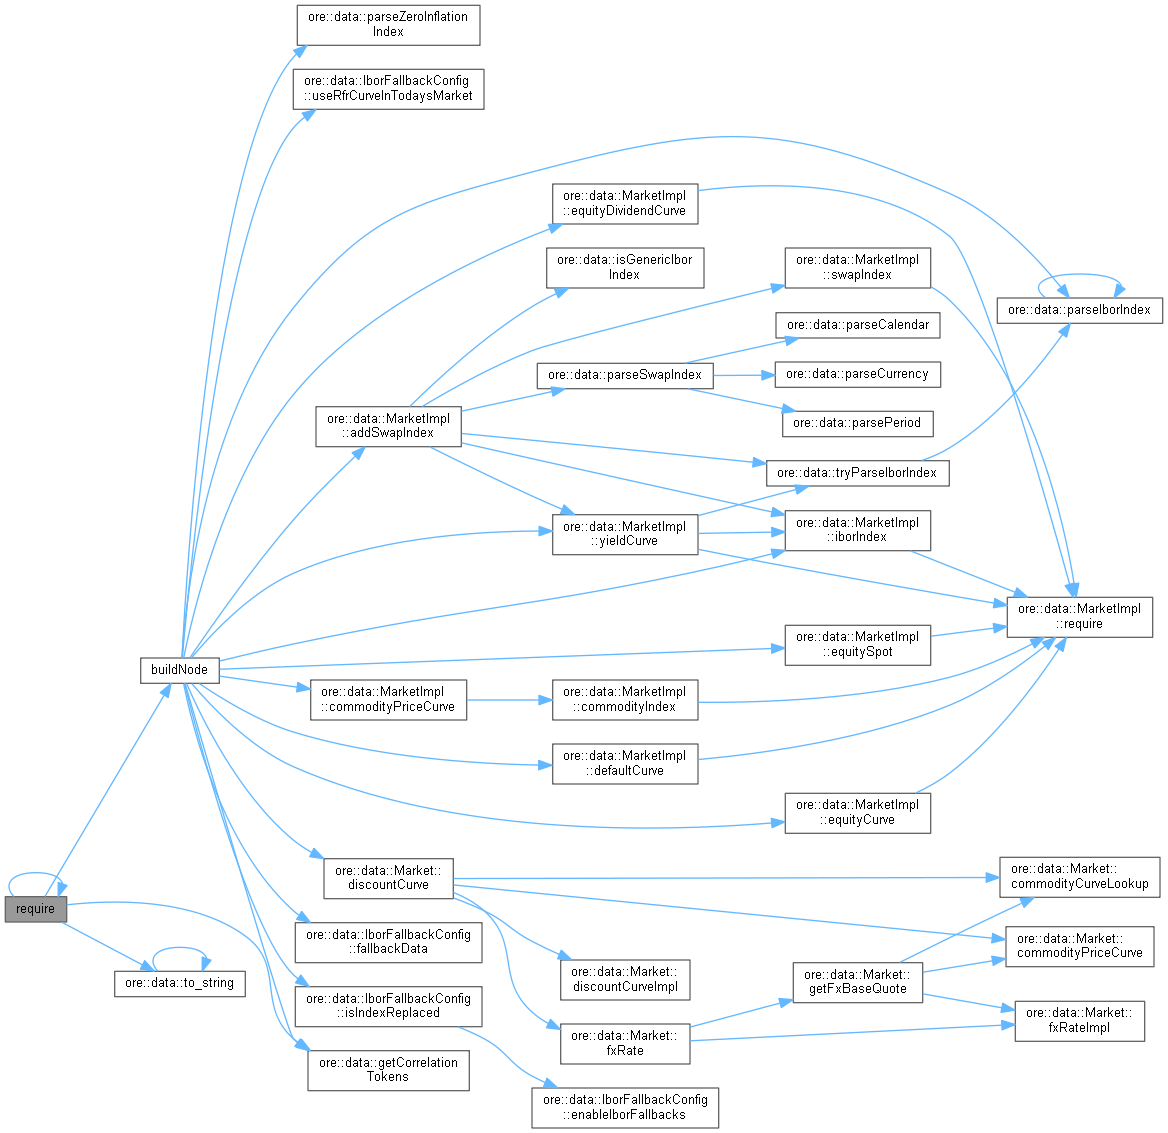 ore::data::parseZeroInflation
Index
ore::data::IborFallbackConfig
::useRfrCurveInTodaysMarket
ore::data::MarketImpl
::equityDividendCurve
ore::data::isGenericIbor
Index
ore::data::MarketImpl
::swapIndex
ore::data::parseIborIndex
ore::data::parseCalendar
ore::data::parseSwapIndex
ore::data::parseCurrency
ore::data::MarketImpl
::addSwapIndex
ore::data::parsePeriod
ore::data::tryParseIborIndex
ore::data::MarketImpl
::yieldCurve
ore::data::MarketImpl
::iborIndex
ore::data::MarketImpl
::require
ore::data::MarketImpl
::equitySpot
buildNode
ore::data::MarketImpl
::commodityPriceCurve
ore::data::MarketImpl
::commodityIndex
ore::data::MarketImpl
::defaultCurve
ore::data::MarketImpl
::equityCurve
ore::data::Market::
discountCurve
ore::data::Market::
commodityCurveLookup
require
ore::data::IborFallbackConfig
::fallbackData
ore::data::Market::
commodityPriceCurve
ore::data::to_string
ore::data::Market::
discountCurveImpl
ore::data::Market::
getFxBaseQuote
ore::data::IborFallbackConfig
::isIndexReplaced
ore::data::Market::
fxRateImpl
ore::data::Market::
fxRate
ore::data::getCorrelation
Tokens
ore::data::IborFallbackConfig
::enableIborFallbacks